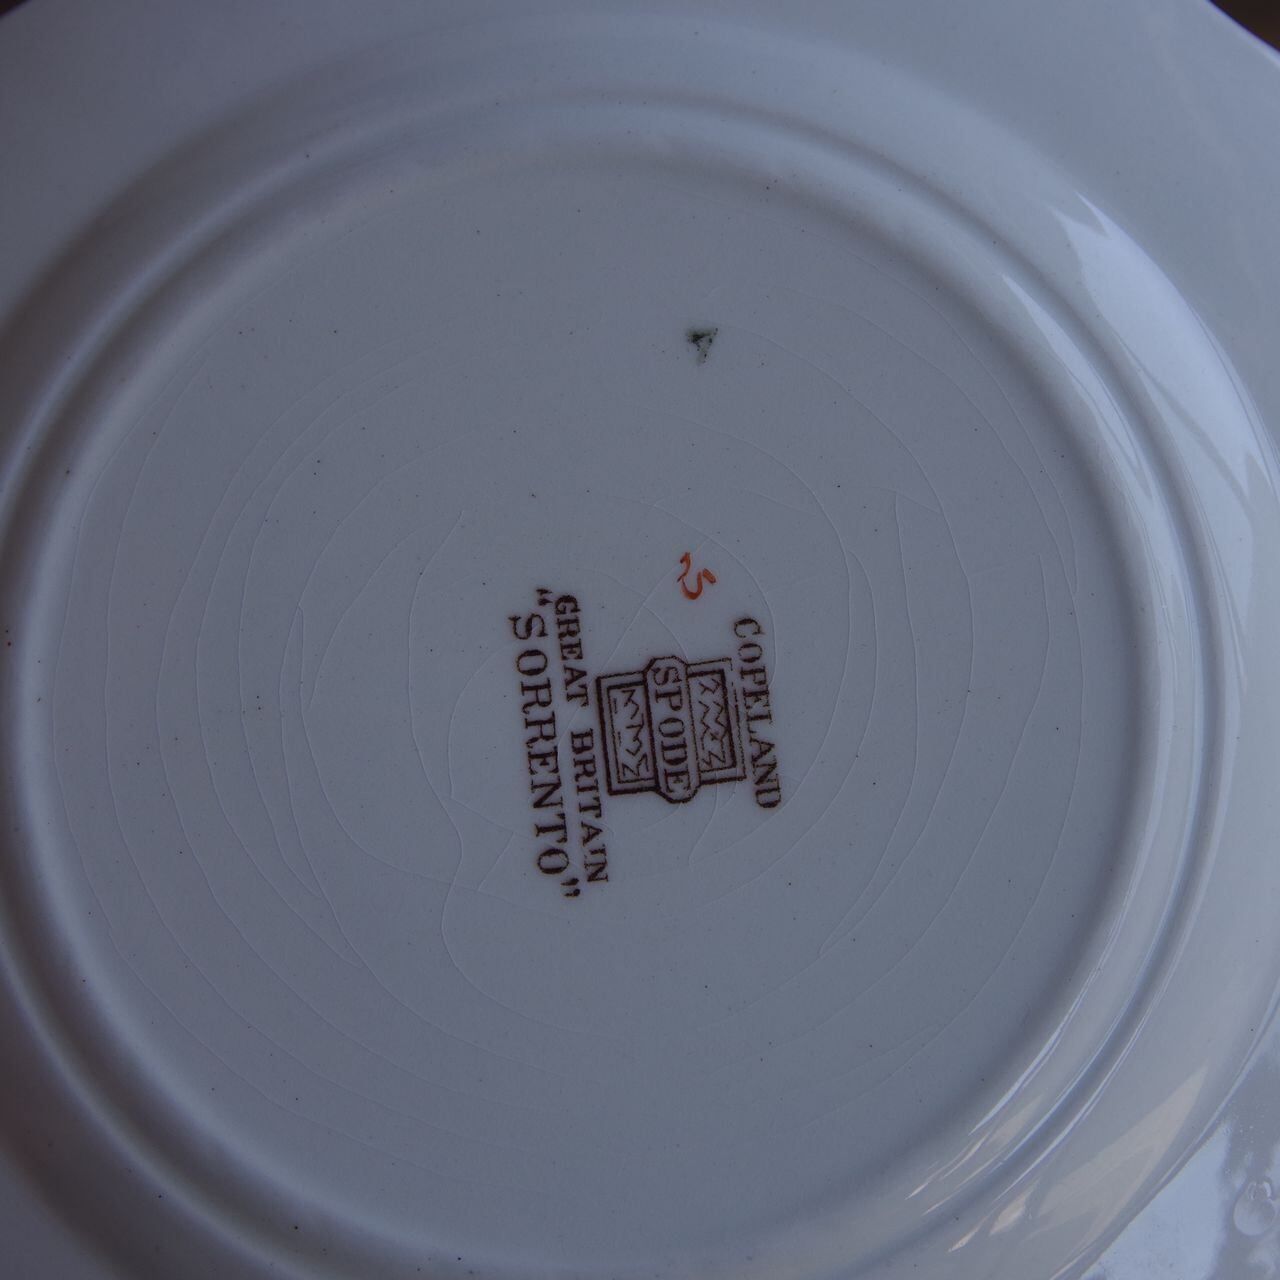 COPELAND
SPODE
GREAT BRITAIN
"SORRENTO"